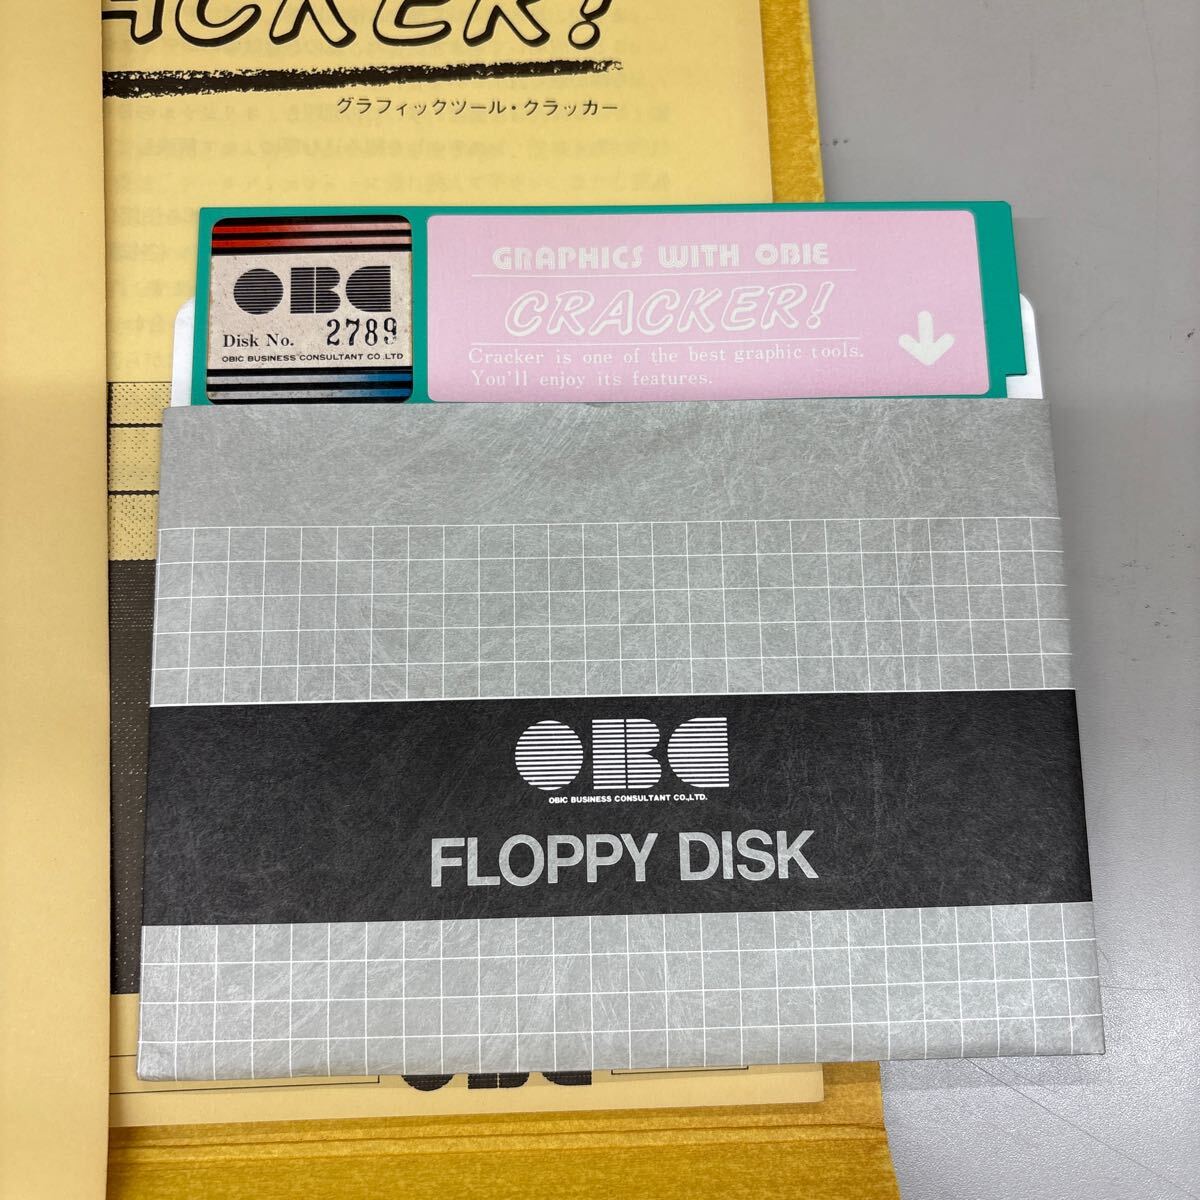 ACKER!
グラフィックツール・クラッカー
OBC
Disk No. 2789
OBIC BUSINESS CONSULTANT CO.,LTD
GRAPHICS WITH OBIE
CRACKER!
Cracker is one of the best graphic tools.
You'll enjoy its features.
OBC
OBIC BUSINESS CONSULTANT CO.,LTD.
FLOPPY DISK
OBC